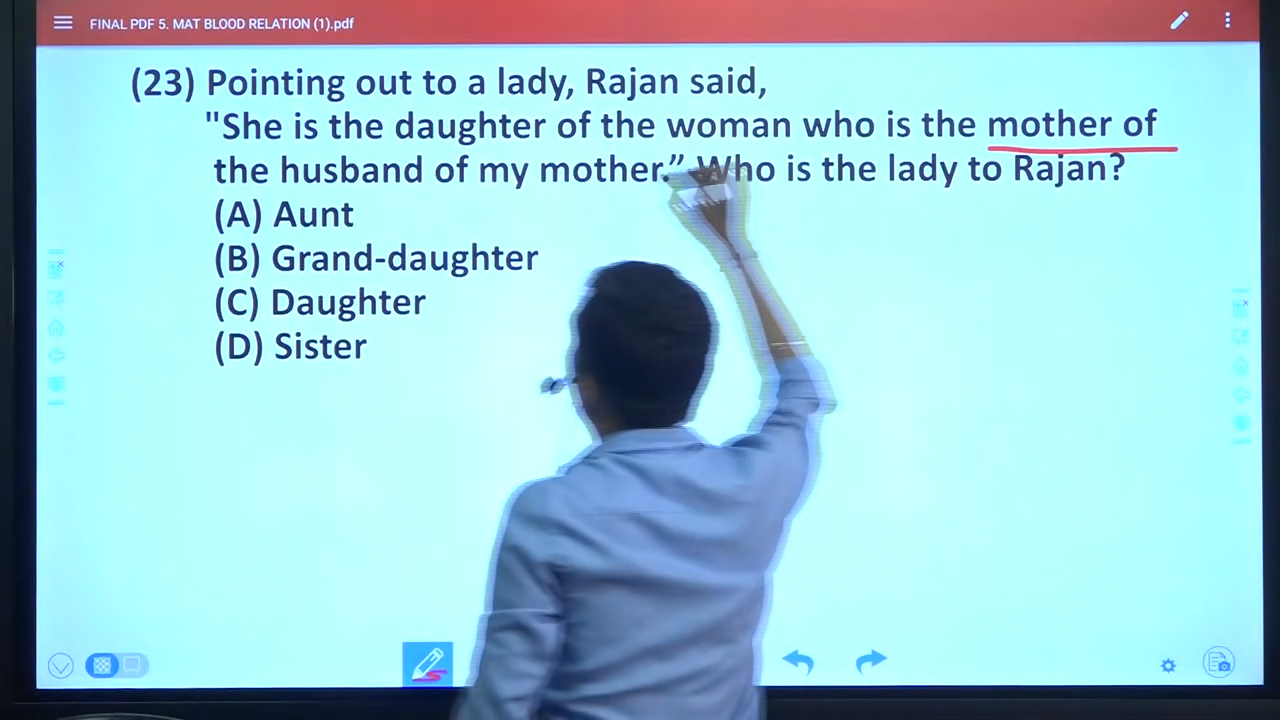 FINAL PDF 5. MAT BLOOD RELATION (1).pdf
(23) Pointing out to a lady, Rajan said,
"She is the daughter of the woman who is the mother of
the husband of my mother.” Who is the lady to Rajan?
(A) Aunt
(B) Grand-daughter
(C) Daughter
(D) Sister